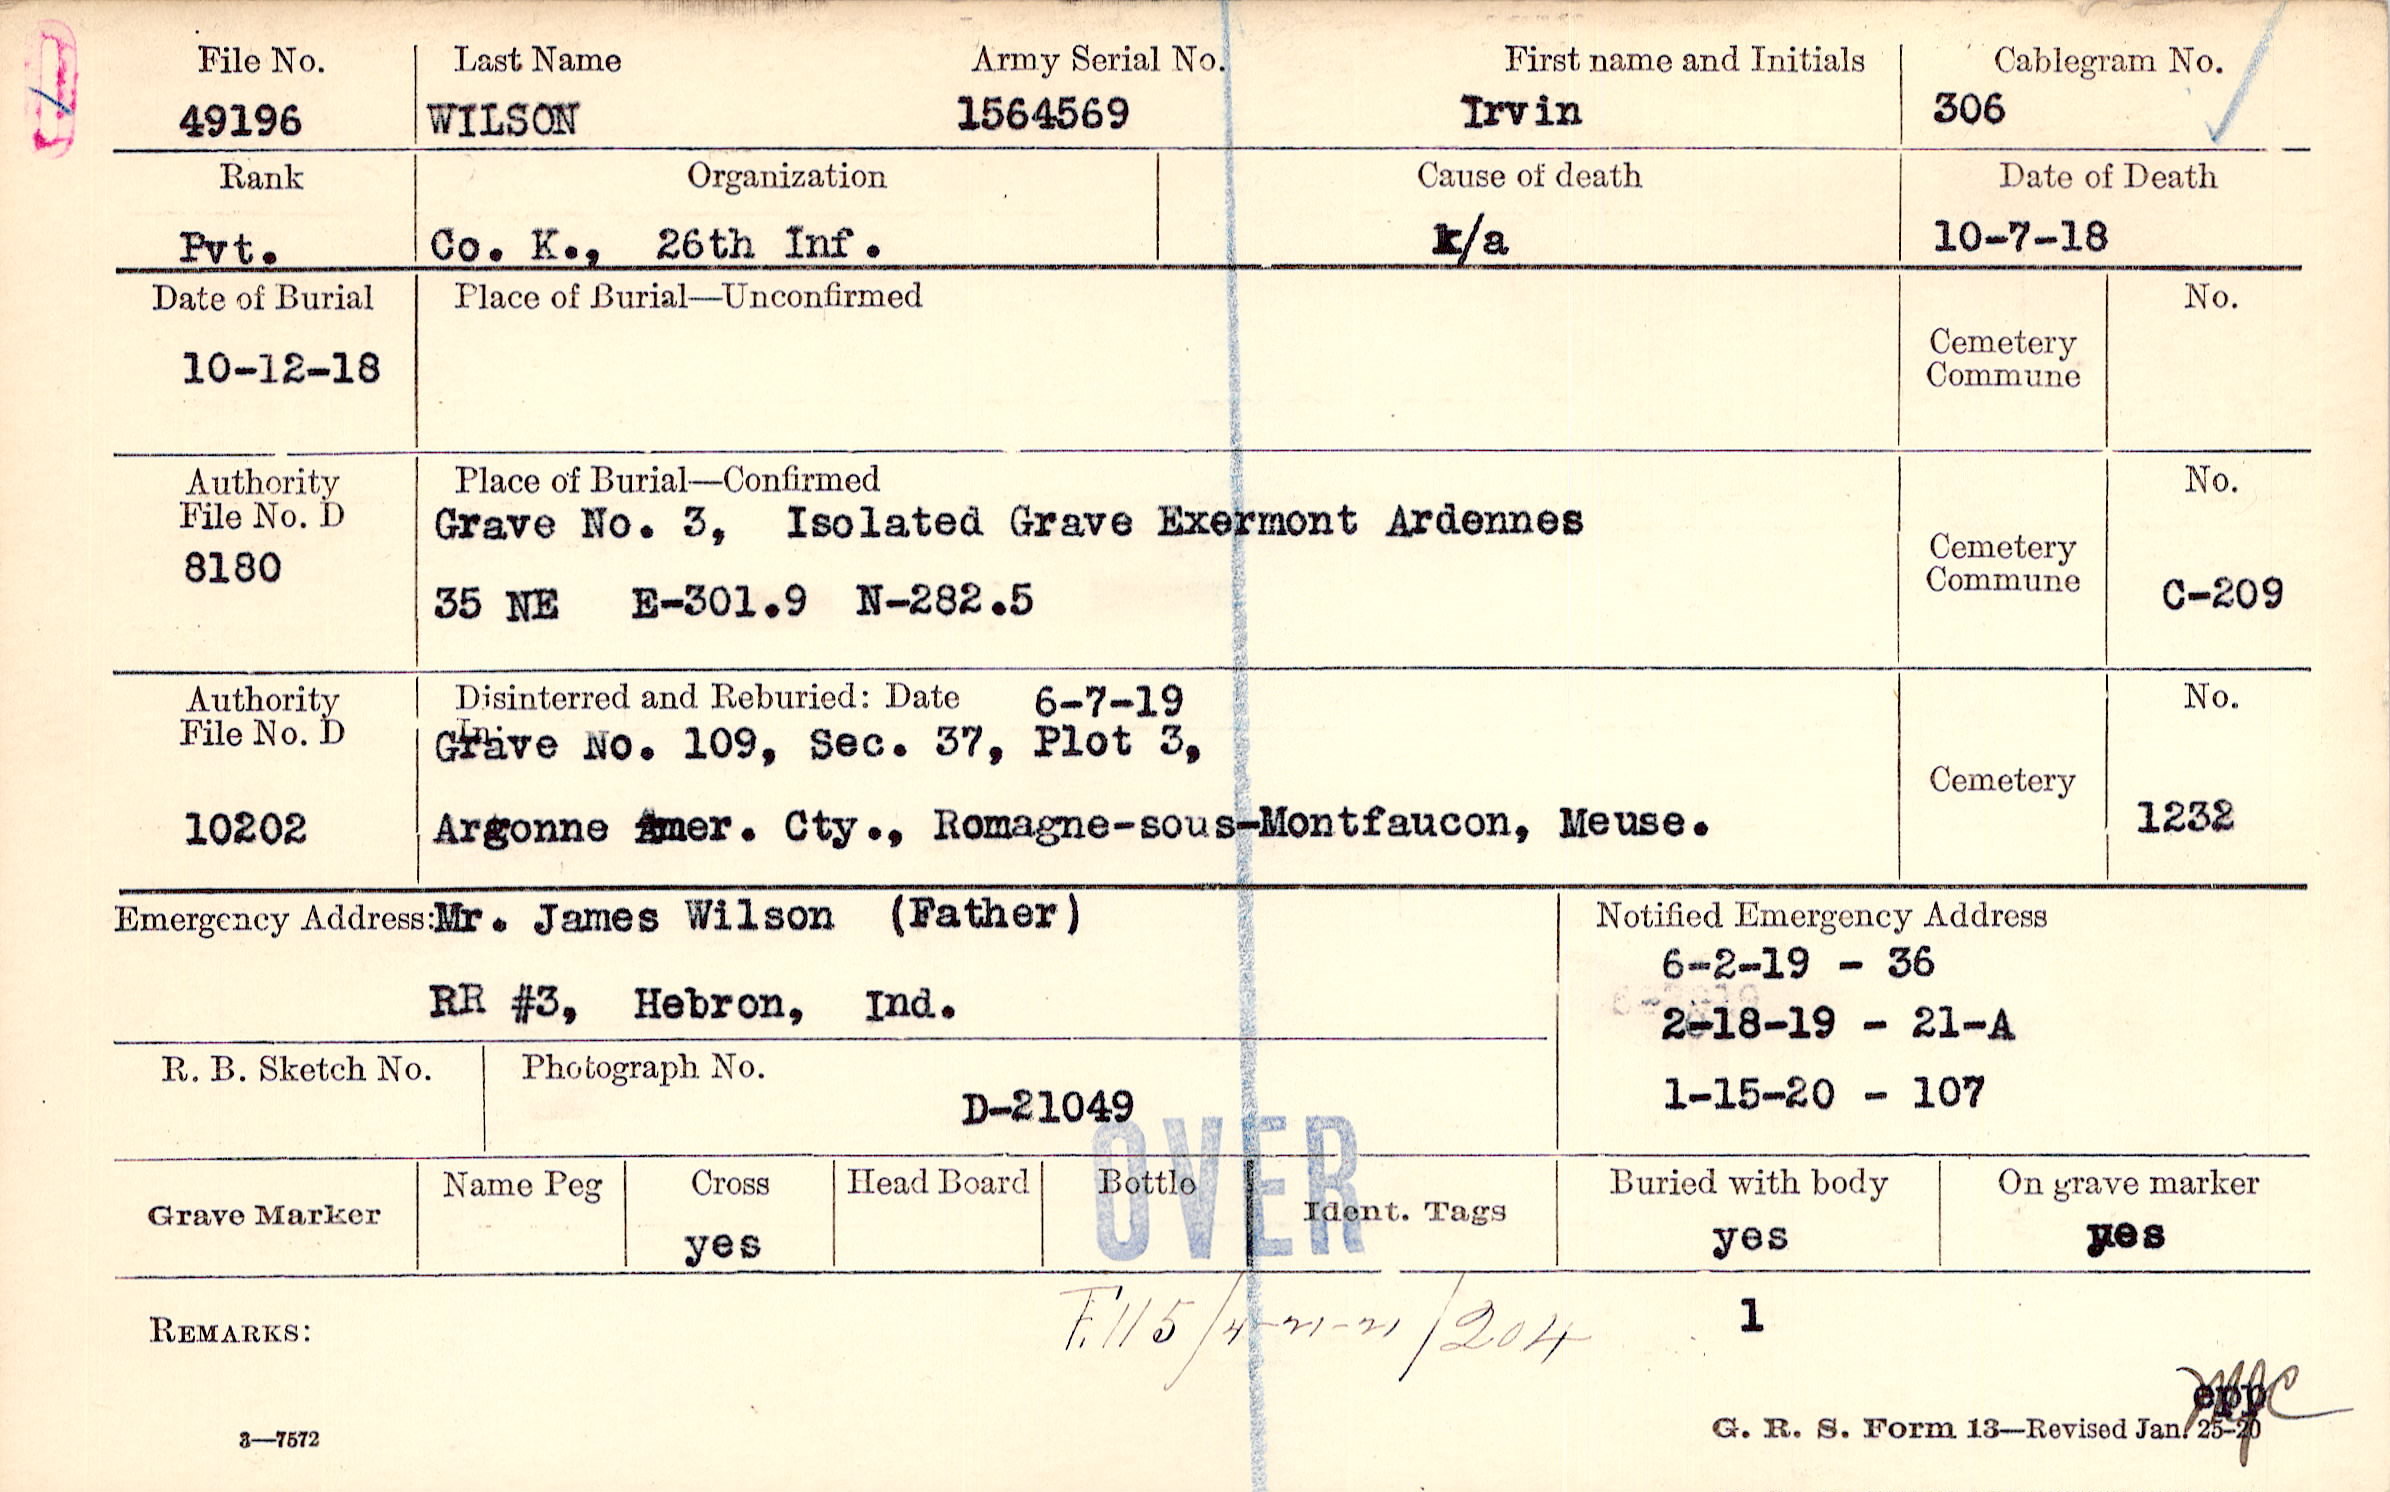 File No. Last Name Army Serial No. First name and Initials Cablegram No.
49196 WILSON 1564569 Irvin 306
Rank Organization Cause of death Date of Death
Pvt. Co. K., 26th Inf. k/a 10-7-18
Date of Burial Place of Burial—Unconfirmed No.
10-12-18 Cemetery
Commune
Authority Place of Burial—Confirmed No.
File No. D Grave No. 3, Isolated Grave Exermont Ardennes
8180 Cemetery
Commune
35 NE E-301.9 N-282.5 C-209
Authority Disinterred and Reburied: Date 6-7-19 No.
File No. D In:
Grave No. 109, Sec. 37, Plot 3,
Cemetery
10202 Argonne Amer. Cty., Romagne-sous-Montfaucon, Meuse. 1232
Emergency Address: Mr. James Wilson (Father) Notified Emergency Address
6-2-19 - 36
RR #3, Hebron, Ind. 2-18-19 - 21-A
R. B. Sketch No. Photograph No. 1-15-20 - 107
D-21049
OVER
Name Peg Cross Head Board Bottle Buried with body On grave marker
Grave Marker Ident. Tags
yes yes yes
REMARKS: F.115/4-21-21/204 1
epp
3—7572 G. R. S. Form 13—Revised Jan. 25-20